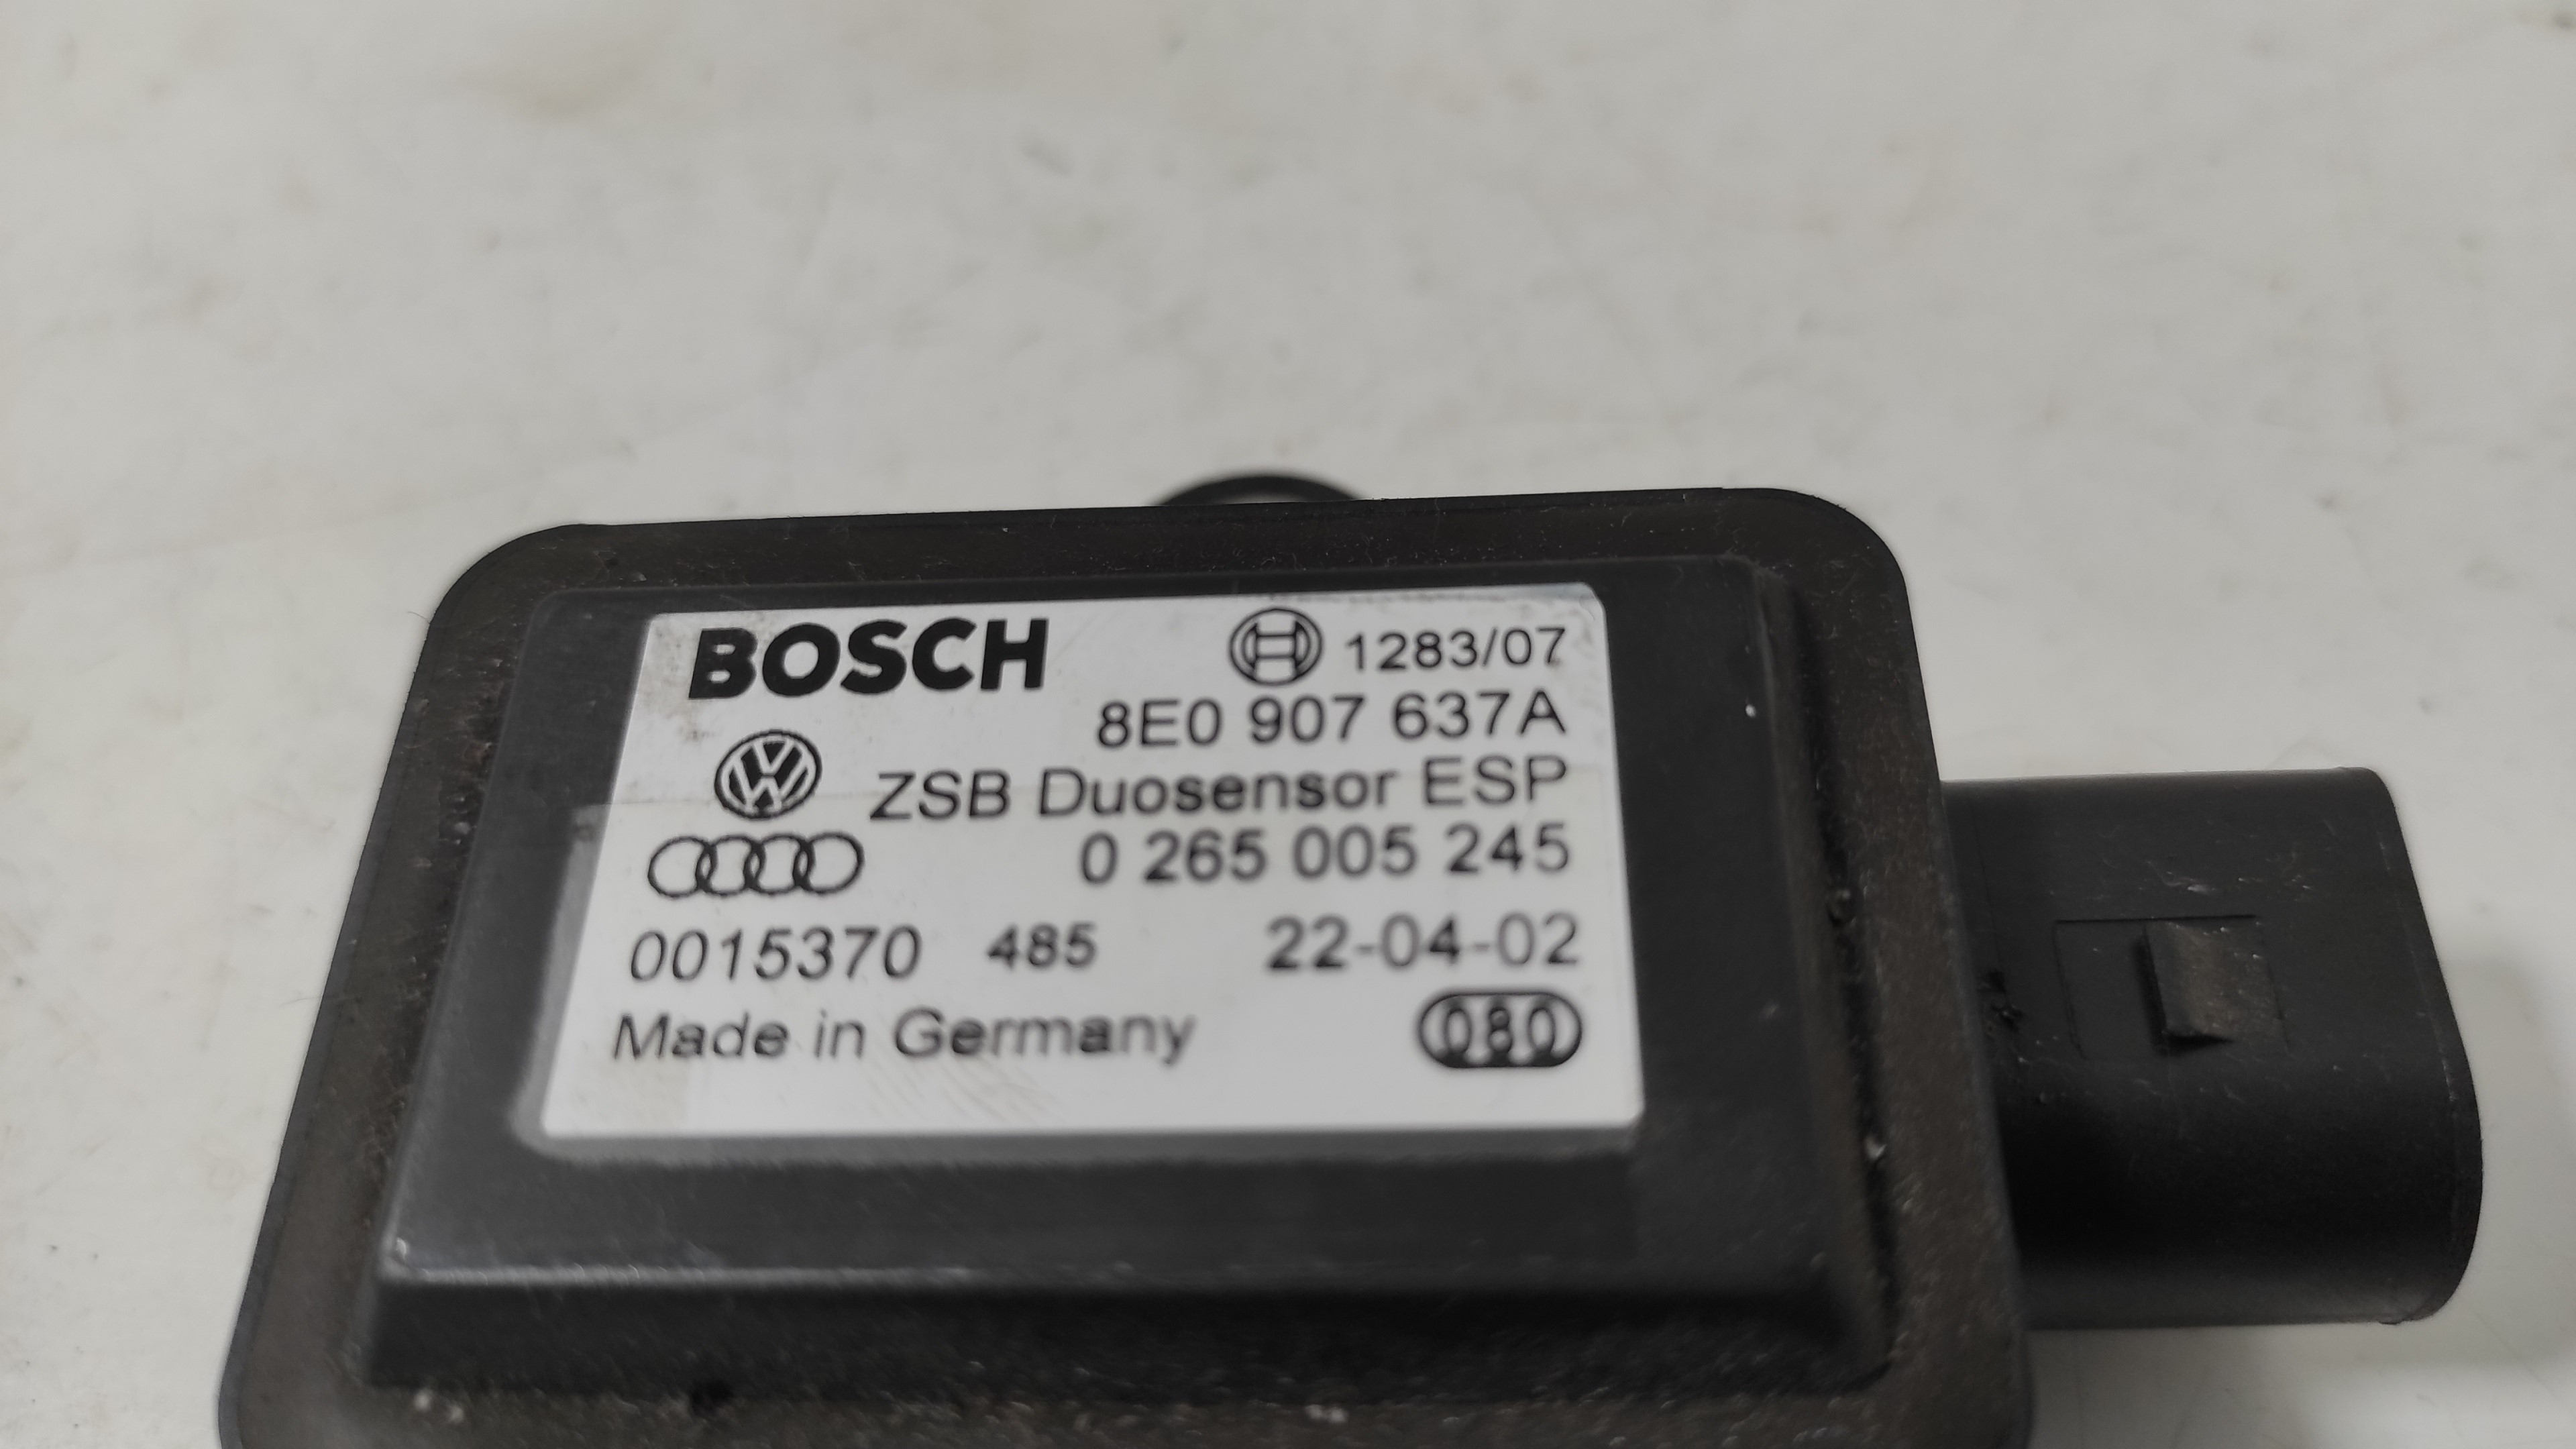 BOSCH 1283/07
8E0 907 637A
ZSB Duosensor ESP
0 265 005 245
0015370 485 22-04-02
Made in Germany 080